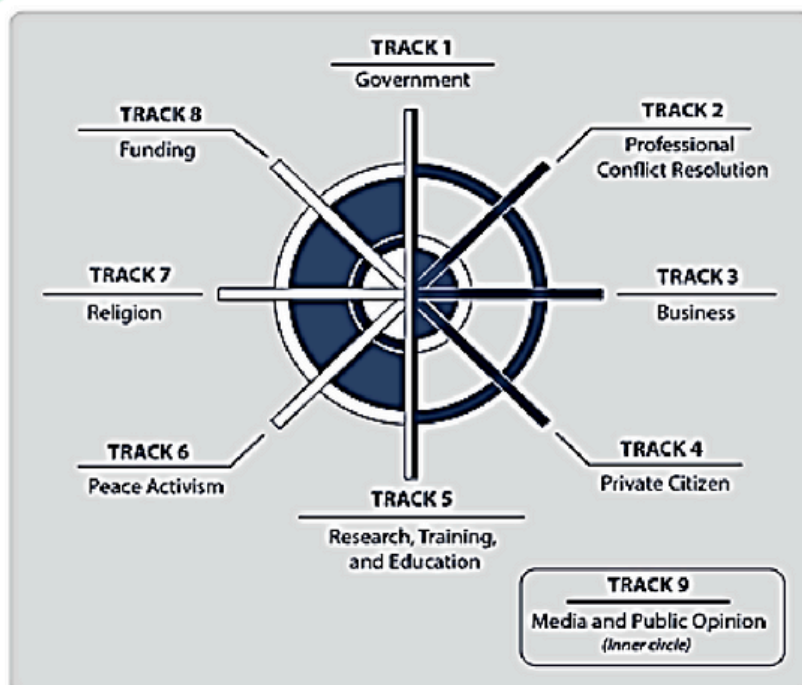 TRACK 1
Government
TRACK 8
Funding
TRACK 2
Professional
Conflict Resolution
TRACK 7
Religion
TRACK 3
Business
TRACK 6
Peace Activism
TRACK 4
Private Citizen
TRACK 5
Research, Training,
and Education
TRACK 9
Media and Public Opinion
(Inner circle)